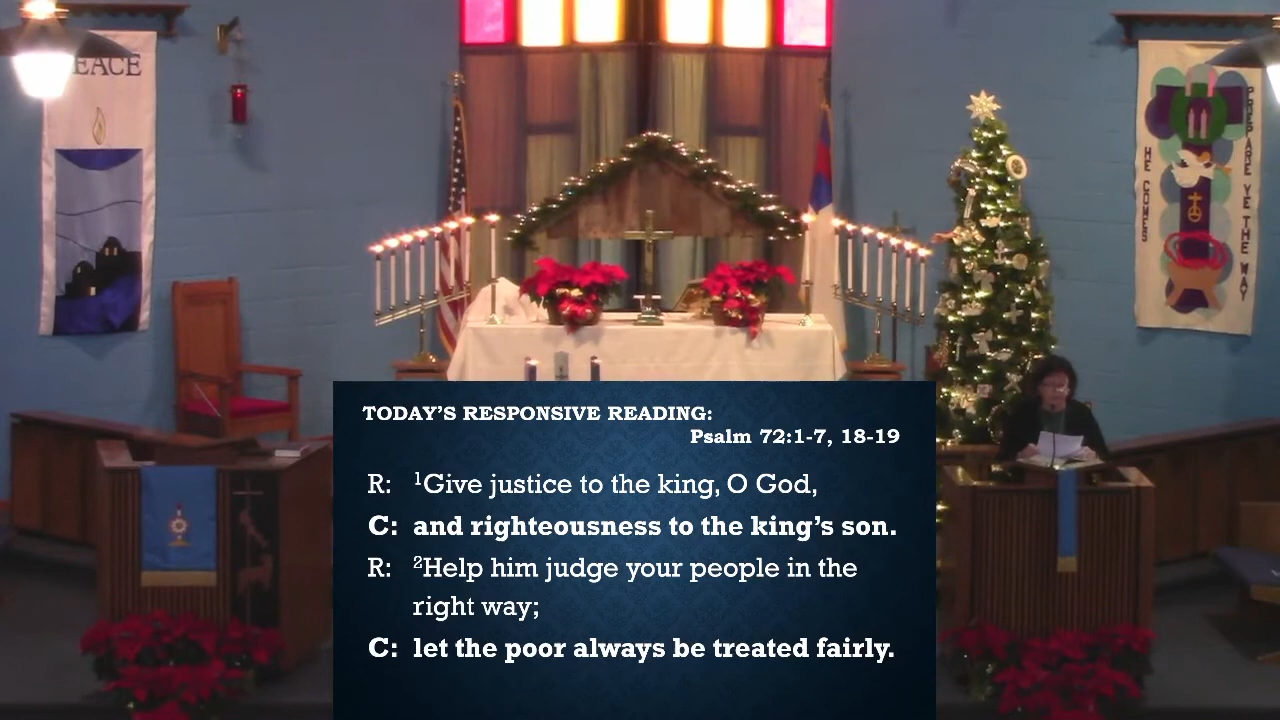 EACE
HE COMES
PREPARE YE THE WAY
TODAY'S RESPONSIVE READING:
Psalm 72:1-7, 18-19
R: ¹Give justice to the king, O God,
C: and righteousness to the king's son.
R: ²Help him judge your people in the
right way;
C: let the poor always be treated fairly.